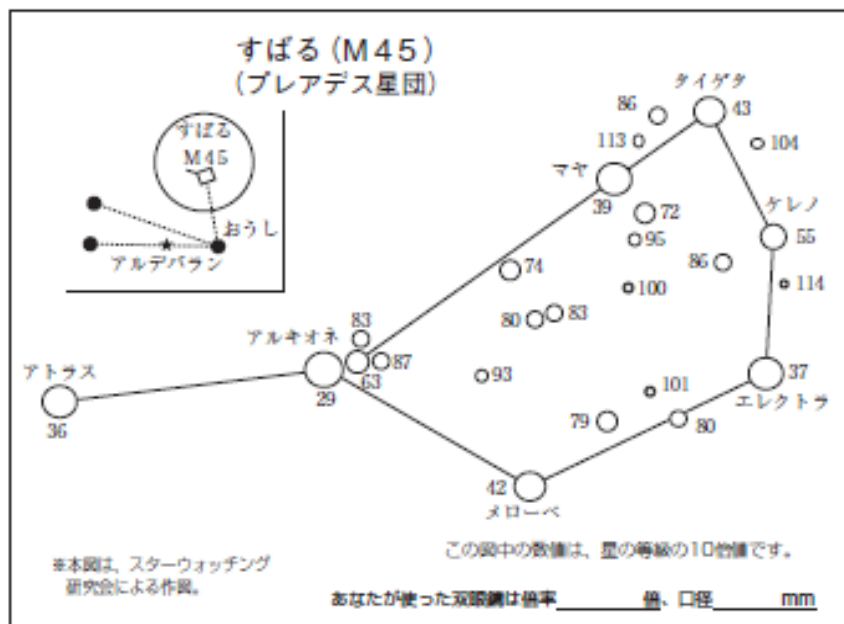 すばる(M45)
(プレアデス星団)
すばる
M45
おうし
アルデバラン
タイゲタ
43
86
113
104
マヤ
39
72
95
ケレノ
55
86
114
74
100
80
83
アルキオネ
83
87
63
29
アトラス
36
93
101
37
エレクトラ
79
80
42
メローペ
この図中の数値は、星の等級の10倍値です。
※本図は、スターウォッチング
研究会による作図。
あなたが使った双眼鏡は倍率 倍、口径 mm